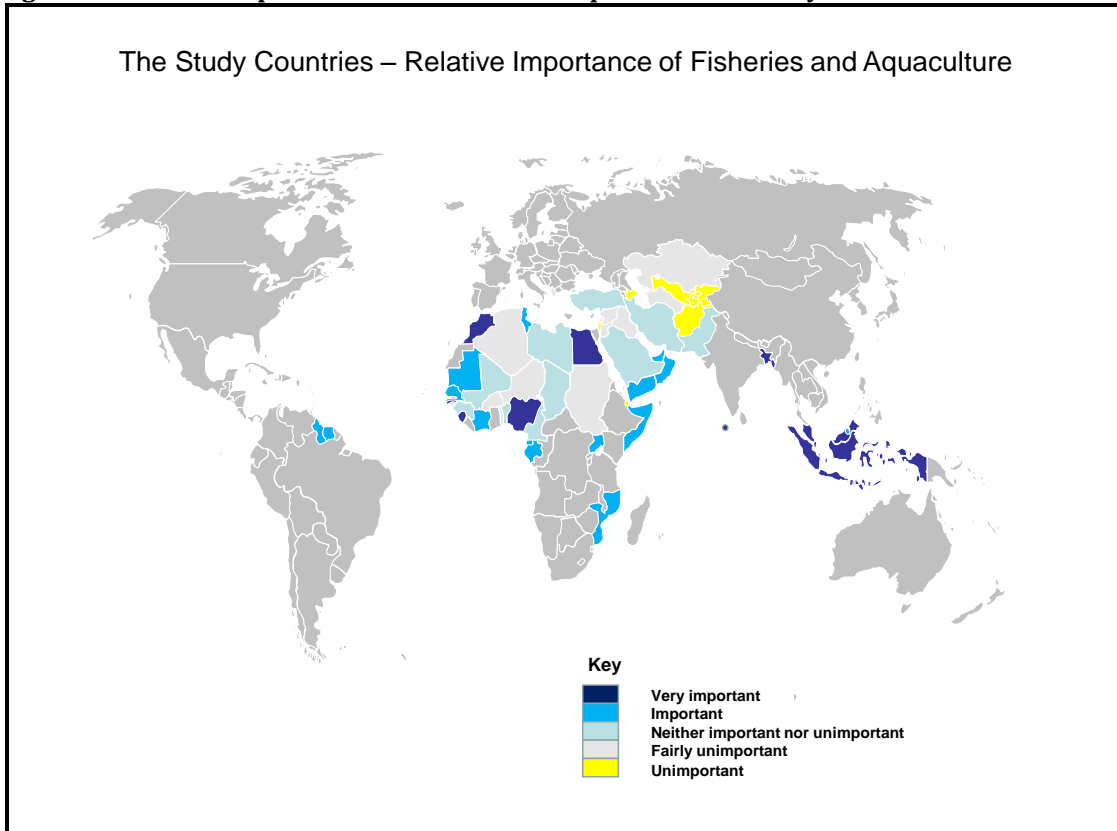 The Study Countries – Relative Importance of Fisheries and Aquaculture
Key
Very important
Important
Neither important nor unimportant
Fairly unimportant
Unimportant